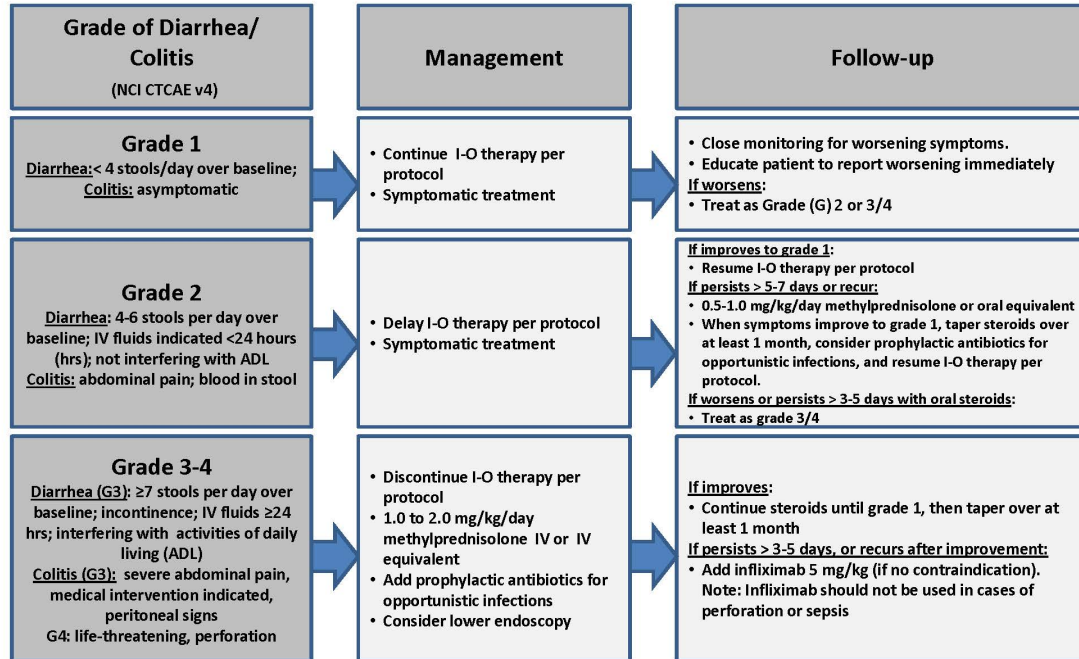 Grade of Diarrhea/
Colitis
(NCI CTCAE v4)
Management
Follow-up
Grade 1
Diarrhea:< 4 stools/day over baseline;
Colitis: asymptomatic
• Continue I-O therapy per
protocol
• Symptomatic treatment
• Close monitoring for worsening symptoms.
• Educate patient to report worsening immediately
If worsens:
• Treat as Grade (G) 2 or 3/4
Grade 2
Diarrhea: 4-6 stools per day over
baseline; IV fluids indicated <24 hours
(hrs); not interfering with ADL
Colitis: abdominal pain; blood in stool
• Delay I-O therapy per protocol
• Symptomatic treatment
If improves to grade 1:
• Resume I-O therapy per protocol
If persists > 5-7 days or recur:
• 0.5-1.0 mg/kg/day methylprednisolone or oral equivalent
• When symptoms improve to grade 1, taper steroids over
at least 1 month, consider prophylactic antibiotics for
opportunistic infections, and resume I-O therapy per
protocol.
If worsens or persists > 3-5 days with oral steroids:
• Treat as grade 3/4
Grade 3-4
Diarrhea (G3): ≥7 stools per day over
baseline; incontinence; IV fluids ≥24
hrs; interfering with activities of daily
living (ADL)
Colitis (G3): severe abdominal pain,
medical intervention indicated,
peritoneal signs
G4: life-threatening, perforation
• Discontinue I-O therapy per
protocol
• 1.0 to 2.0 mg/kg/day
methylprednisolone IV or IV
equivalent
• Add prophylactic antibiotics for
opportunistic infections
• Consider lower endoscopy
If improves:
• Continue steroids until grade 1, then taper over at
least 1 month
If persists > 3-5 days, or recurs after improvement:
• Add infliximab 5 mg/kg (if no contraindication).
Note: Infliximab should not be used in cases of
perforation or sepsis